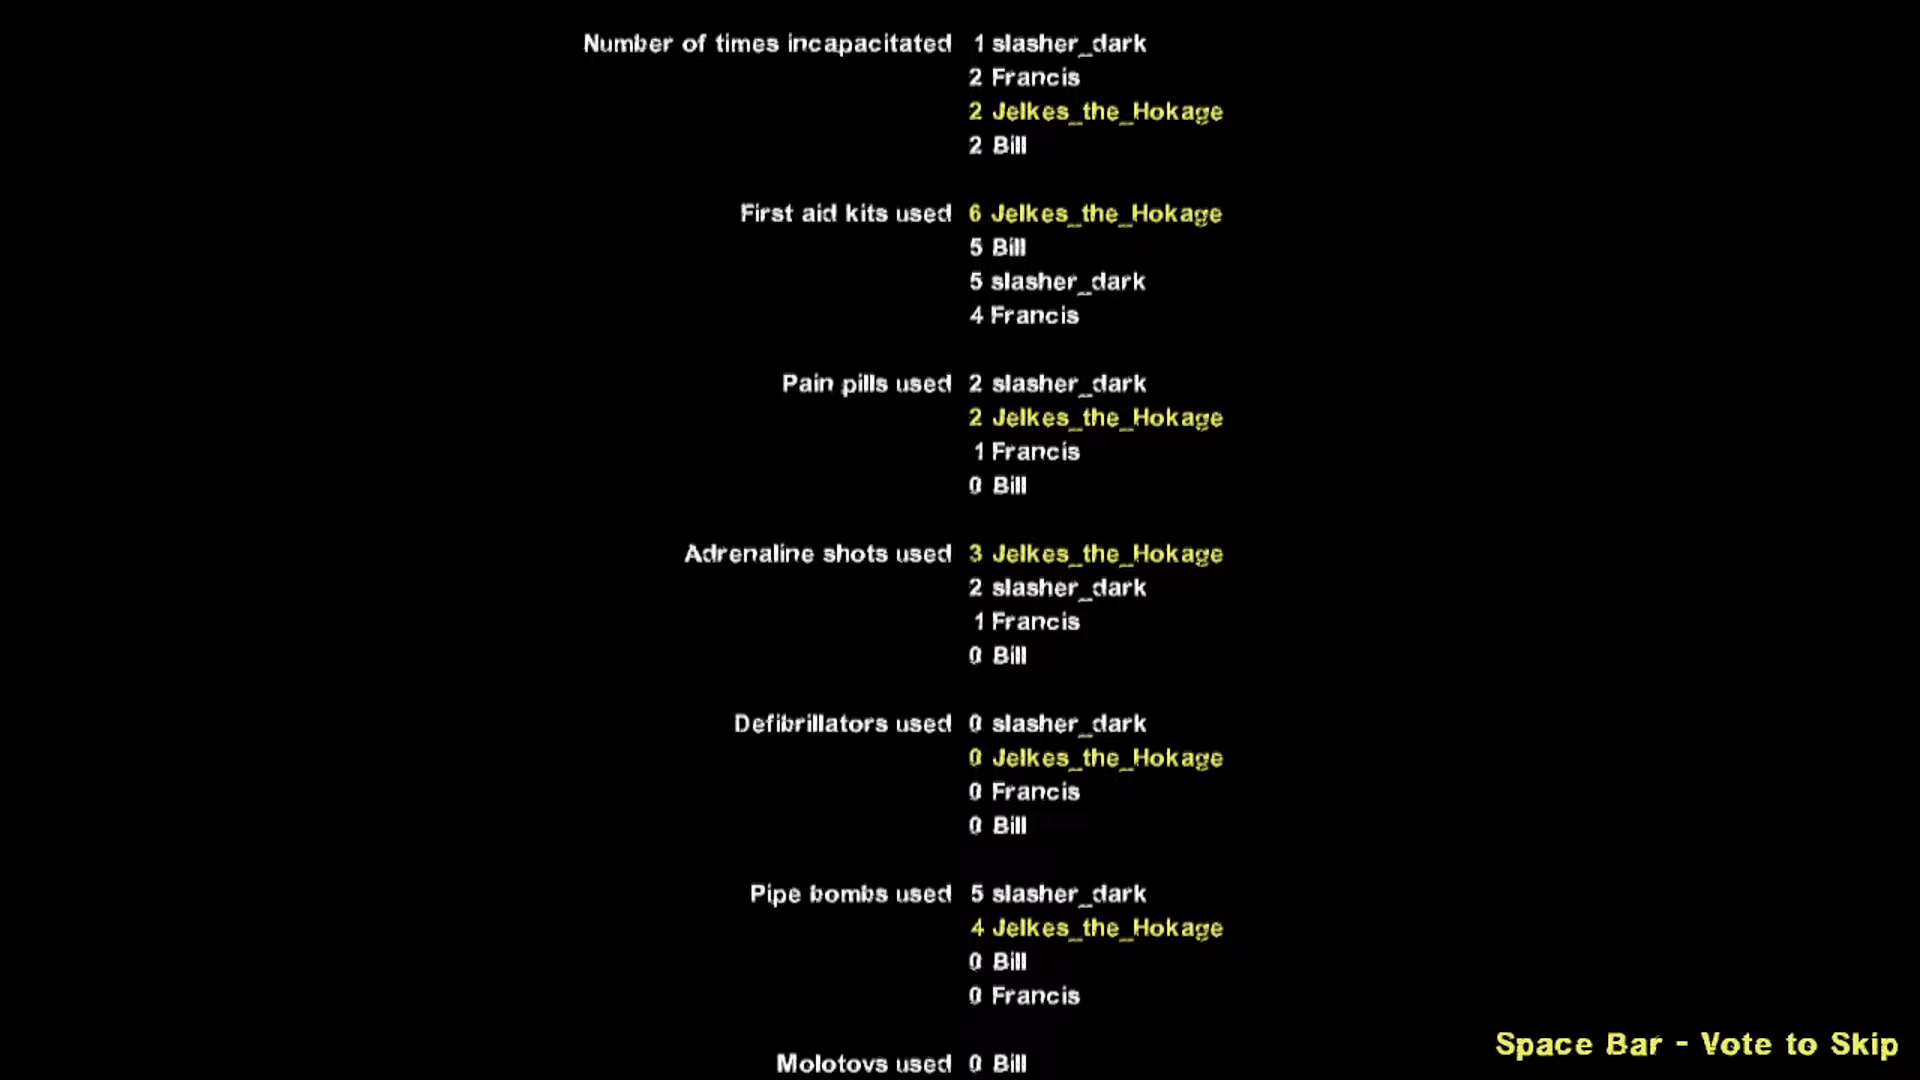 Number of times incapacitated 1 slasher_dark
2 Francis
2 Jelkes_the_Hokage
2 Bill
First aid kits used 6 Jelkes_the_Hokage
5 Bill
5 slasher_dark
4 Francis
Pain pills used 2 slasher_dark
2 Jelkes_the_Hokage
1 Francis
0 Bill
Adrenaline shots used 3 Jelkes_the_Hokage
2 slasher_dark
1 Francis
0 Bill
Defibrillators used 0 slasher_dark
0 Jelkes_the_Hokage
0 Francis
0 Bill
Pipe bombs used 5 slasher_dark
4 Jelkes_the_Hokage
0 Bill
0 Francis
Molotovs used 0 Bill
Space Bar - Vote to Skip